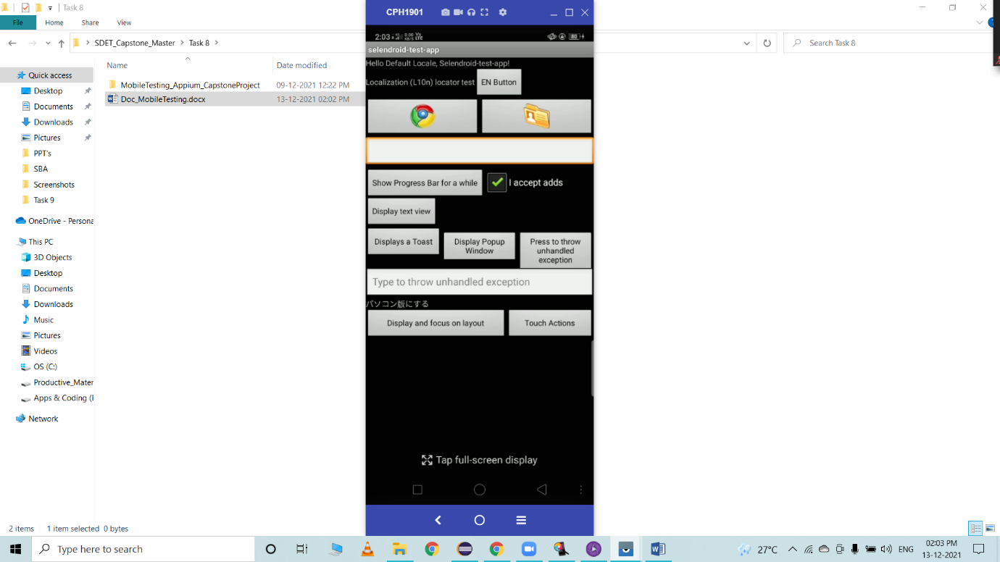 Task 8
File
Home
Share
View
SDET_Capstone_Master
Task 8
Search Task 8
Name
Date modified
MobileTesting_Appium_CapstoneProject
09-12-2021 12:22 PM
Doc_MobileTesting.docx
13-12-2021 02:02 PM
Quick access
Desktop
Documents
Downloads
Pictures
PPT's
SBA
Screenshots
Task 9
OneDrive - Persona
This PC
3D Objects
Desktop
Documents
Downloads
Music
Pictures
Videos
OS (C:)
Productive_Mater
Apps & Coding (
Network
2 items 1 item selected 0 bytes
CPH1901
2:03 0.00 KB/S Vo LTE 80
selendroid-test-app
Hello Default Locale, Selendroid-test-app!
Localization (L10n) locator test
EN Button
Show Progress Bar for a while
I accept adds
Display text view
Displays a Toast
Display Popup
Window
Press to throw
unhandled
exception
Type to throw unhandled exception
パソコン版にする
Display and focus on layout
Touch Actions
Tap full-screen display
Type here to search
27°C
ENG
02:03 PM
13-12-2021